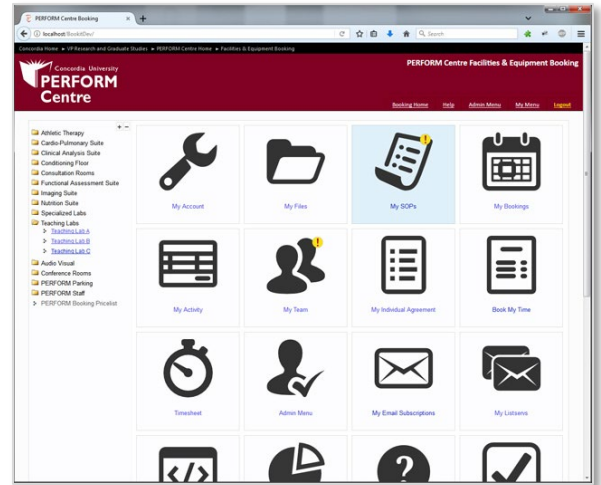 PERFORM Centre Booking
localhost/BookitDev/
Search
Concordia Home ▸ VP Research and Graduate Studies ▸ PERFORM Centre Home ▸ Facilities & Equipment Booking
Concordia University
PERFORM
Centre
PERFORM Centre Facilities & Equipment Booking
Booking Home Help Admin Menu My Menu Logout
Athletic Therapy
Cardio-Pulmonary Suite
Clinical Analysis Suite
Conditioning Floor
Consultation Rooms
Functional Assessment Suite
Imaging Suite
Nutrition Suite
Specialized Labs
Teaching Labs
Teaching Lab A
Teaching Lab B
Teaching Lab C
Audio Visual
Conference Rooms
PERFORM Parking
PERFORM Staff
PERFORM Booking Pricelist
My Account My Files My SOPs My Bookings
My Activity My Team My Individual Agreement Book My Time
Timesheet Admin Menu My Email Subscriptions My Listservs